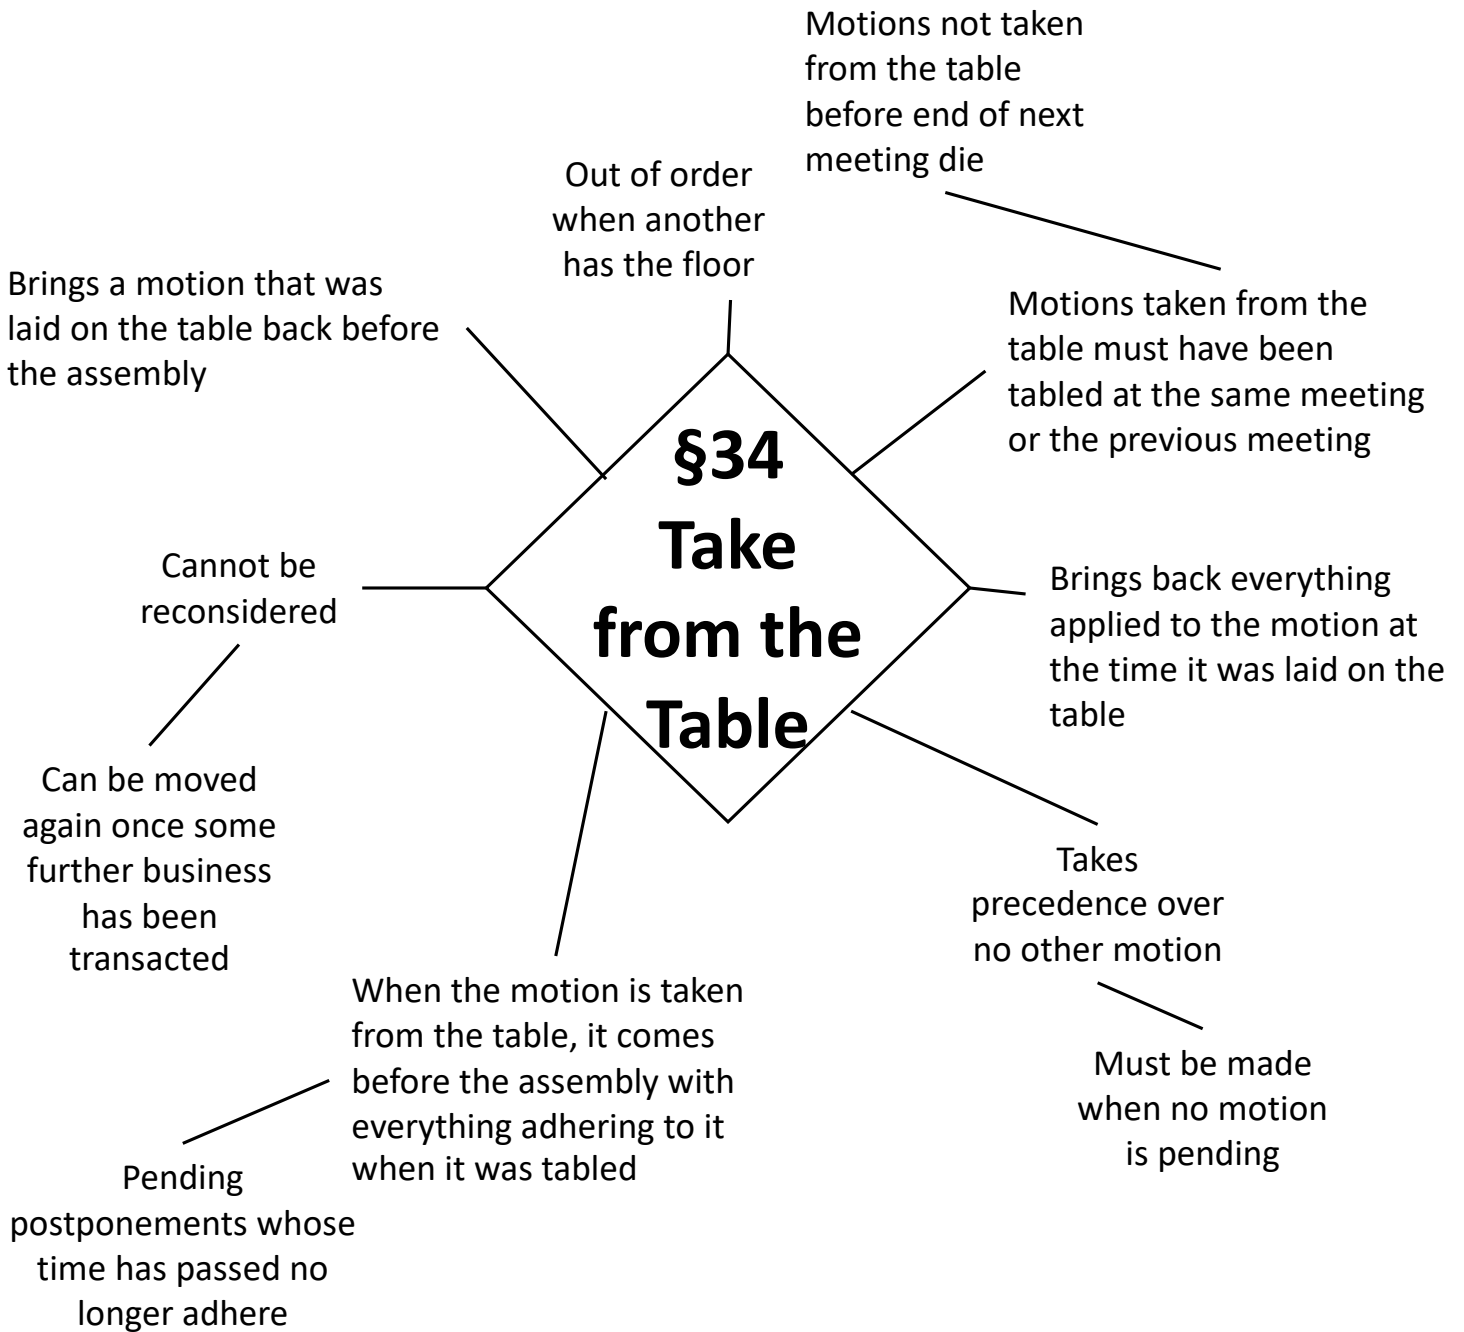 Motions not taken
from the table
before end of next
meeting die
Out of order
when another
has the floor
Brings a motion that was
laid on the table back before
the assembly
Motions taken from the
table must have been
tabled at the same meeting
or the previous meeting
§34
Take
from the
Table
Cannot be
reconsidered
Brings back everything
applied to the motion at
the time it was laid on the
table
Can be moved
again once some
further business
has been
transacted
Takes
precedence over
no other motion
When the motion is taken
from the table, it comes
before the assembly with
everything adhering to it
when it was tabled
Must be made
when no motion
is pending
Pending
postponements whose
time has passed no
longer adhere